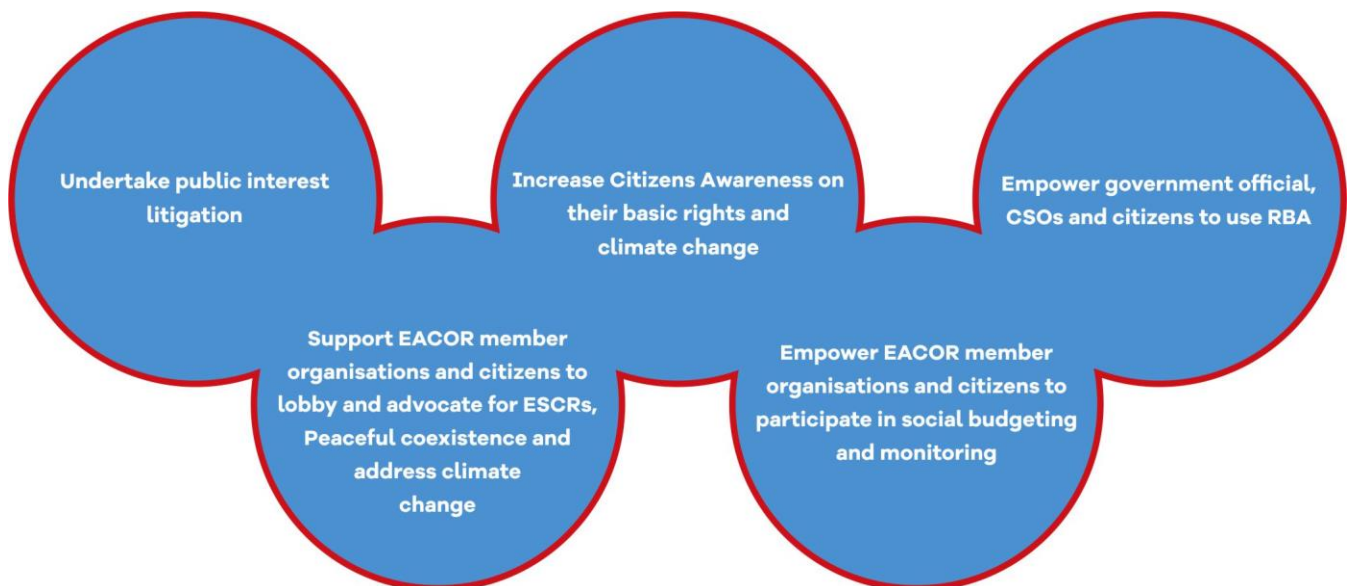 Undertake public interest
litigation
Increase Citizens Awareness on
their basic rights and
climate change
Empower government official,
CSOs and citizens to use RBA
Support EACOR member
organisations and citizens to
lobby and advocate for ESCRs,
Peaceful coexistence and
address climate
change
Empower EACOR member
organisations and citizens to
participate in social budgeting
and monitoring